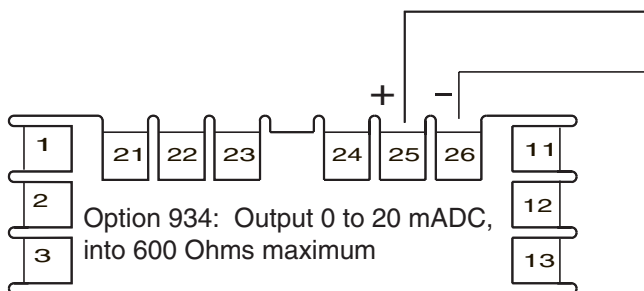 + −
1 21 22 23 24 25 26 11
2 12
Option 934: Output 0 to 20 mADC,
into 600 Ohms maximum
3 13